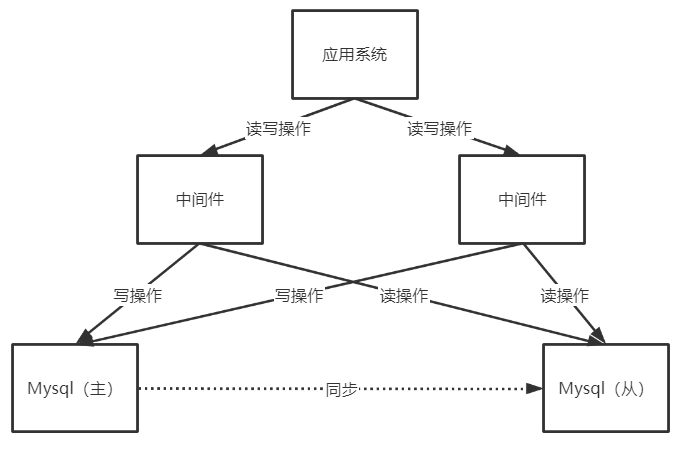 应用系统
读写操作
读写操作
中间件
中间件
写操作
写操作
读操作
读操作
Mysql（主）
同步
Mysql（从）